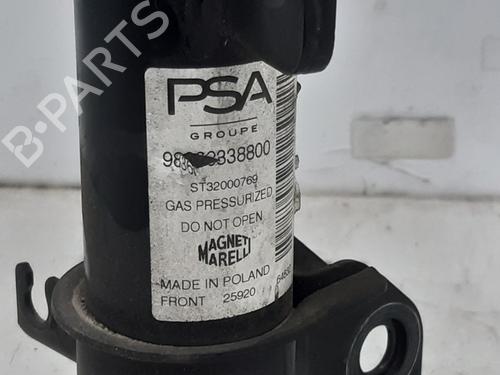 B-PARTS
PSA
GROUPE
ST32000769
GAS PRESSURIZED
DO NOT OPEN
MAGNETI
MARELLI
MADE IN POLAND
FRONT 25920